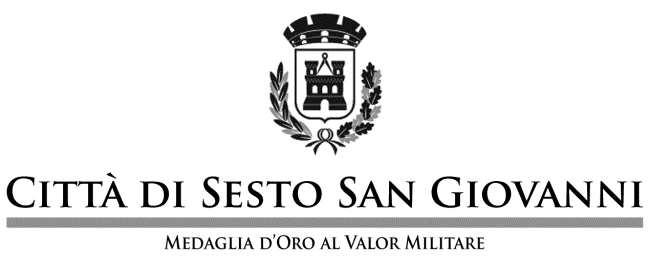 CITTÀ DI SESTO SAN GIOVANNI
MEDAGLIA D'ORO AL VALOR MILITARE